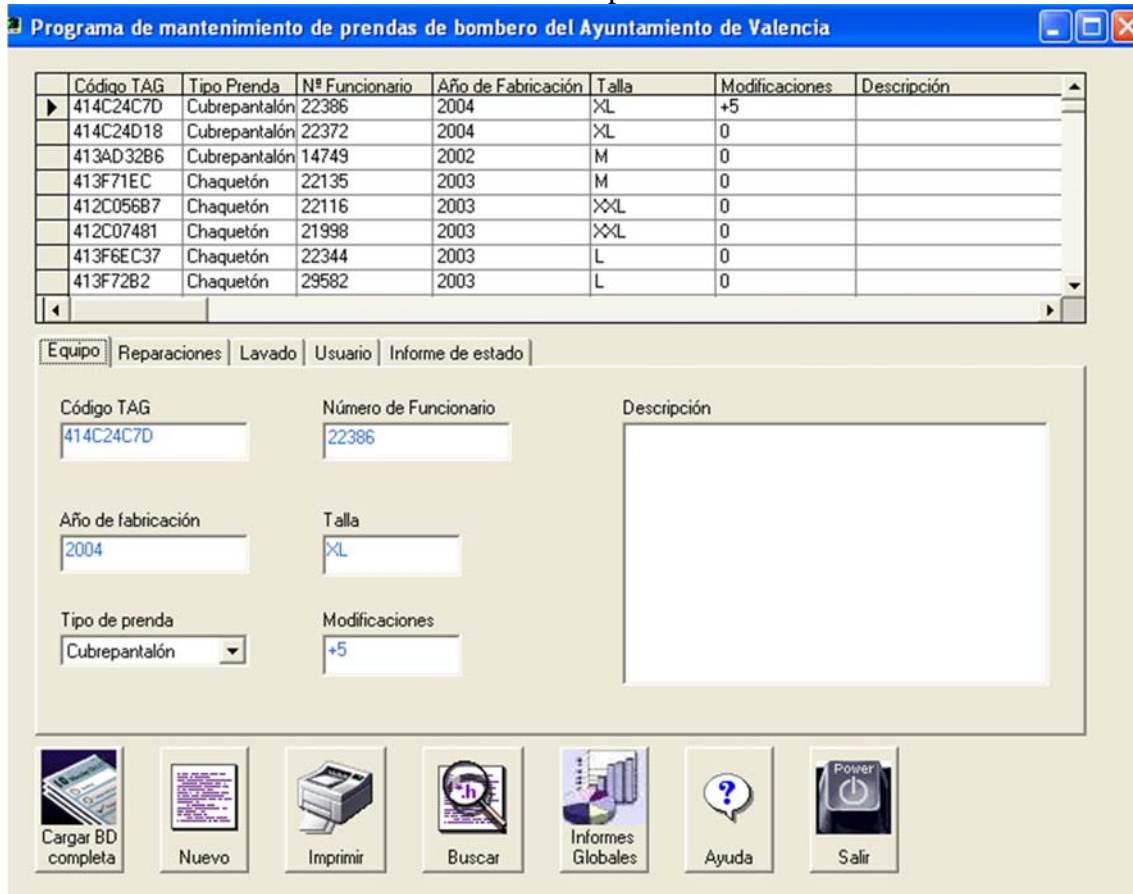 Programa de mantenimiento de prendas de bombero del Ayuntamiento de Valencia
Código TAG Tipo Prenda Nº Funcionario Año de Fabricación Talla Modificaciones Descripción
414C24C7D Cubrepantalón 22386 2004 XL +5
414C24D18 Cubrepantalón 22372 2004 XL 0
413AD32B6 Cubrepantalón 14749 2002 M 0
413F71EC Chaquetón 22135 2003 M 0
412C056B7 Chaquetón 22116 2003 XXL 0
412C07481 Chaquetón 21998 2003 XXL 0
413F6EC37 Chaquetón 22344 2003 L 0
413F72B2 Chaquetón 29582 2003 L 0
Equipo Reparaciones Lavado Usuario Informe de estado
Código TAG Número de Funcionario Descripción
414C24C7D 22386
Año de fabricación Talla
2004 XL
Tipo de prenda Modificaciones
Cubrepantalón +5
Power
.h
?
Cargar BD
completa
Nuevo
Imprimir
Buscar
Informes
Globales
Ayuda
Salir